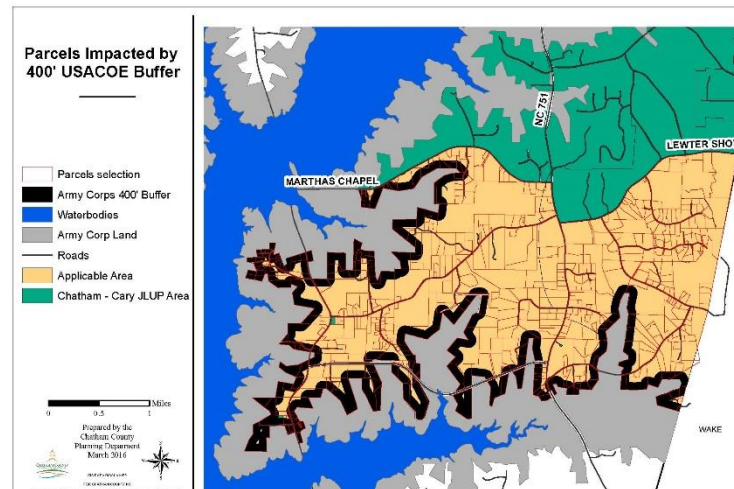 Parcels Impacted by
400' USACOE Buffer
Parcels selection
Army Corps 400' Buffer
Waterbodies
Army Corp Land
Roads
Applicable Area
Chatham - Cary JLUP Area
Miles
0 0.5 1
Prepared by the
Chatham County
Planning Department
March 2016
NC 751
LEWTER SHOT
MARTHAS CHAPEL
WAKE